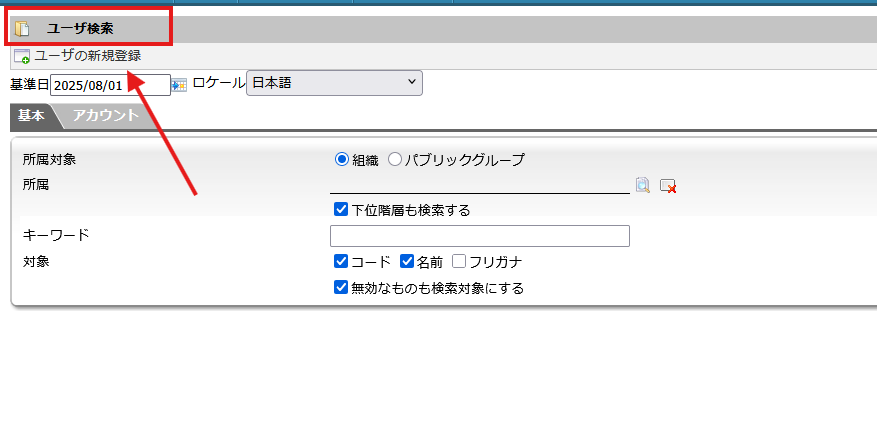 ユーザ検索
ユーザの新規登録
基準日 2025/08/01 ロケール 日本語
基本 アカウント
所属対象 組織 パブリックグループ
所属
下位階層も検索する
キーワード
対象 コード 名前 フリガナ
無効なものも検索対象にする